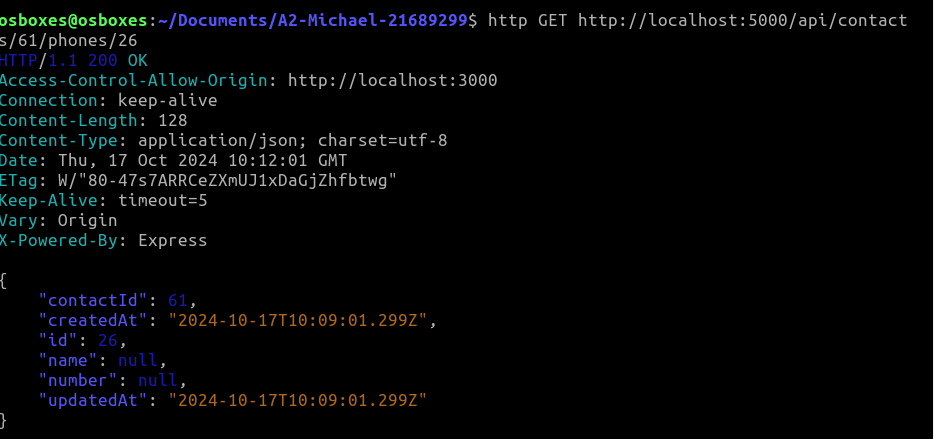 osboxes@osboxes:~/Documents/A2-Michael-21689299$ http GET http://localhost:5000/api/contact
s/61/phones/26
HTTP/1.1 200 OK
Access-Control-Allow-Origin: http://localhost:3000
Connection: keep-alive
Content-Length: 128
Content-Type: application/json; charset=utf-8
Date: Thu, 17 Oct 2024 10:12:01 GMT
ETag: W/"80-47s7ARRCeZXmUJ1xDaGjZhfbtwg"
Keep-Alive: timeout=5
Vary: Origin
X-Powered-By: Express

{
    "contactId": 61,
    "createdAt": "2024-10-17T10:09:01.299Z",
    "id": 26,
    "name": null,
    "number": null,
    "updatedAt": "2024-10-17T10:09:01.299Z"
}